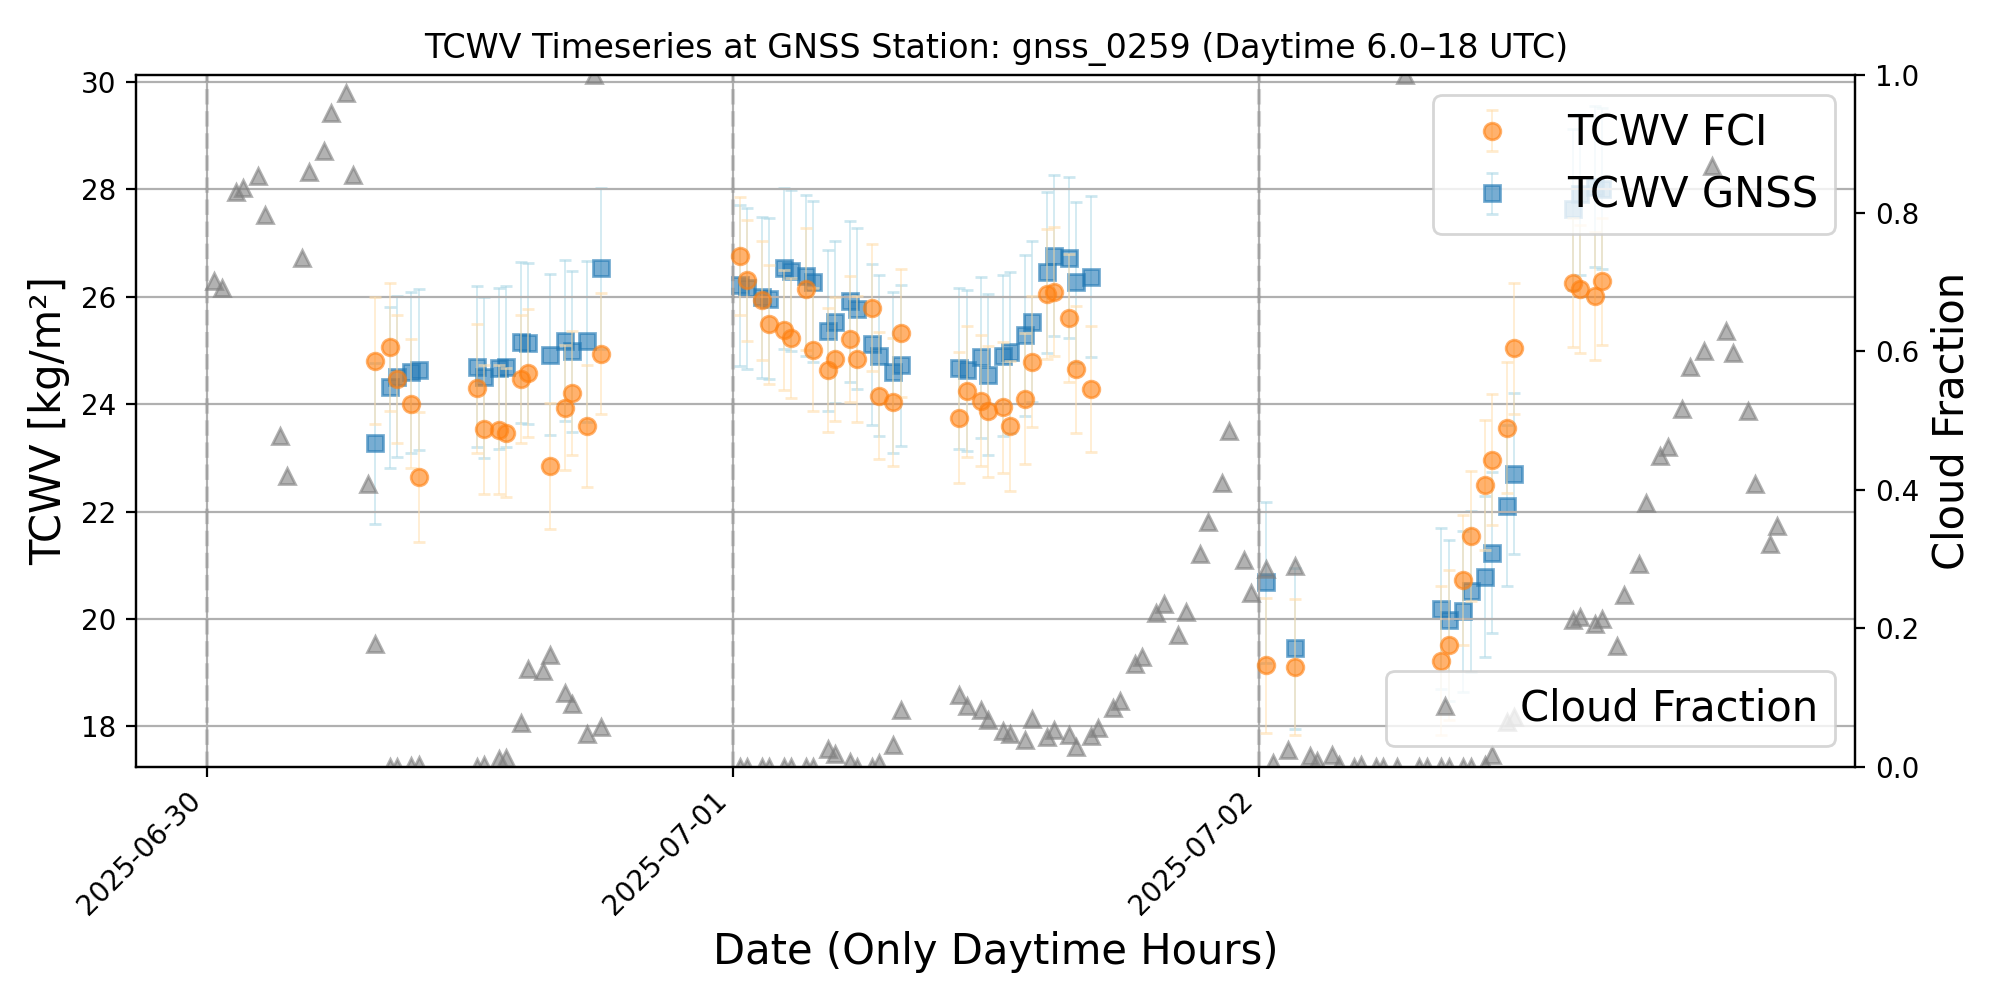 TCWV Timeseries at GNSS Station: gnss_0259 (Daytime 6.0–18 UTC)
30
28
26
24
22
20
18
TCWV [kg/m²]
1.0
0.8
0.6
0.4
0.2
0.0
Cloud Fraction
TCWV FCI
TCWV GNSS
Cloud Fraction
2025-06-30
2025-07-01
2025-07-02
Date (Only Daytime Hours)